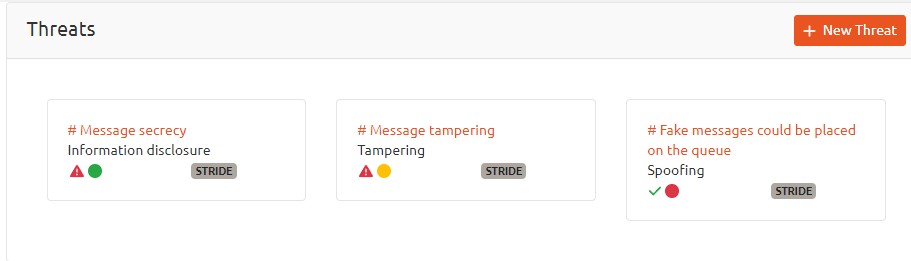 Threats
+ New Threat
# Message secrecy
Information disclosure
STRIDE
# Message tampering
Tampering
STRIDE
# Fake messages could be placed
on the queue
Spoofing
STRIDE